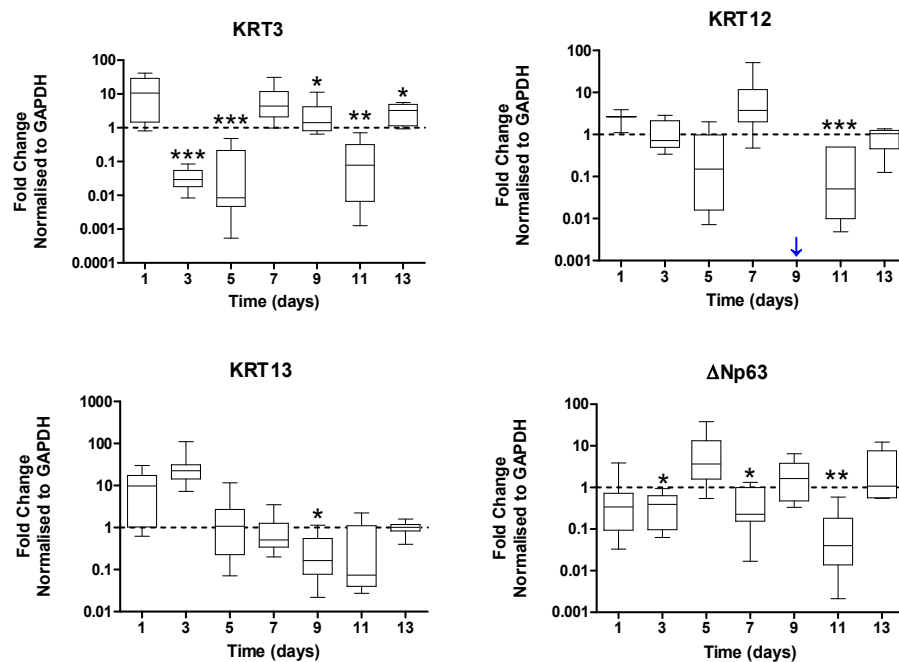 KRT3
Fold Change
Normalised to GAPDH
100
10
1
0.1
0.01
0.001
0.0001
***
***
*
**
*
1 3 5 7 9 11 13
Time (days)
KRT12
Fold Change
Normalised to GAPDH
100
10
1
0.1
0.01
0.001
***
1 3 5 7 9 11 13
Time (days)
KRT13
Fold Change
Normalised to GAPDH
1000
100
10
1
0.1
0.01
*
1 3 5 7 9 11 13
Time (days)
ΔNp63
Fold Change
Normalised to GAPDH
100
10
1
0.1
0.01
0.001
*
*
**
1 3 5 7 9 11 13
Time (days)